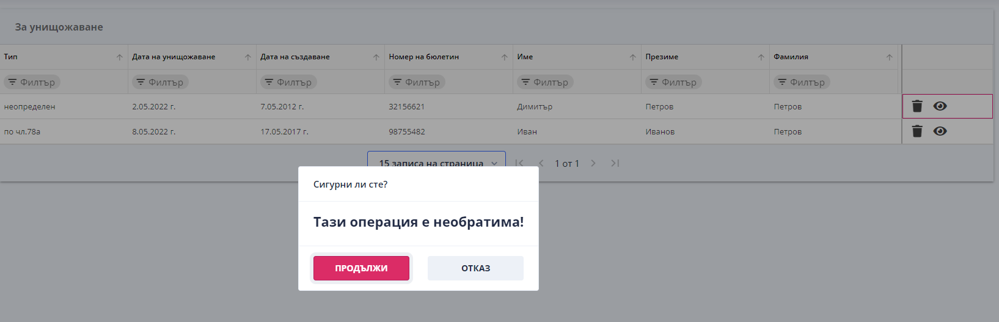 За унищожаване
Тип Дата на унищожаване Дата на създаване Номер на бюлетин Име Презиме Фамилия
Филтър Филтър Филтър Филтър Филтър Филтър Филтър
неопределен 2.05.2022 г. 7.05.2012 г. 32156621 Димитър Петров Петров
по чл.78а 8.05.2022 г. 17.05.2017 г. 98755482 Иван Иванов Петров
15 записа на страница 1 от 1
Сигурни ли сте?
Тази операция е необратима!
ПРОДЪЛЖИ ОТКАЗ